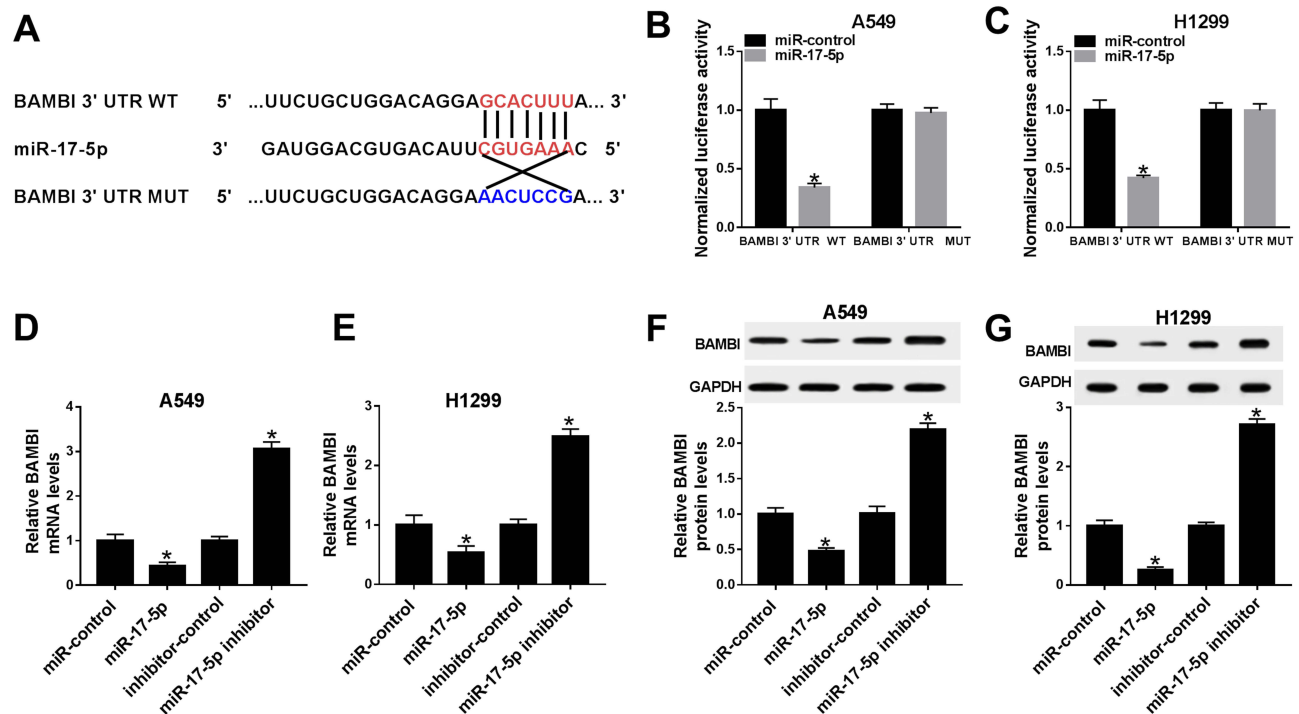 A
BAMBI 3' UTR WT 5' ...UUCUGCUGGACAGGAGCACUUUA... 3'
miR-17-5p 3' GAUGGACGUGACAUUCGUGAAAC 5'
BAMBI 3' UTR MUT 5' ...UUCUGCUGGACAGGAAACUCCGA... 3'
B
A549
miR-control
miR-17-5p
Normalized luciferase activity
1.5
1.0
0.5
0.0
*
BAMBI 3' UTR WT BAMBI 3' UTR MUT
C
H1299
miR-control
miR-17-5p
Normalized luciferase activity
1.5
1.0
0.5
0.0
*
BAMBI 3' UTR WT BAMBI 3' UTR MUT
D
A549
Relative BAMBI
mRNA levels
4
3
2
1
0
*
*
miR-control
miR-17-5p
inhibitor-control
miR-17-5p inhibitor
E
H1299
Relative BAMBI
mRNA levels
3
2
1
0
*
*
miR-control
miR-17-5p
inhibitor-control
miR-17-5p inhibitor
F
A549
BAMBI
GAPDH
Relative BAMBI
protein levels
2.5
2.0
1.5
1.0
0.5
0.0
*
*
miR-control
miR-17-5p
inhibitor-control
miR-17-5p inhibitor
G
H1299
BAMBI
GAPDH
Relative BAMBI
protein levels
3
2
1
0
*
*
miR-control
miR-17-5p
inhibitor-control
miR-17-5p inhibitor